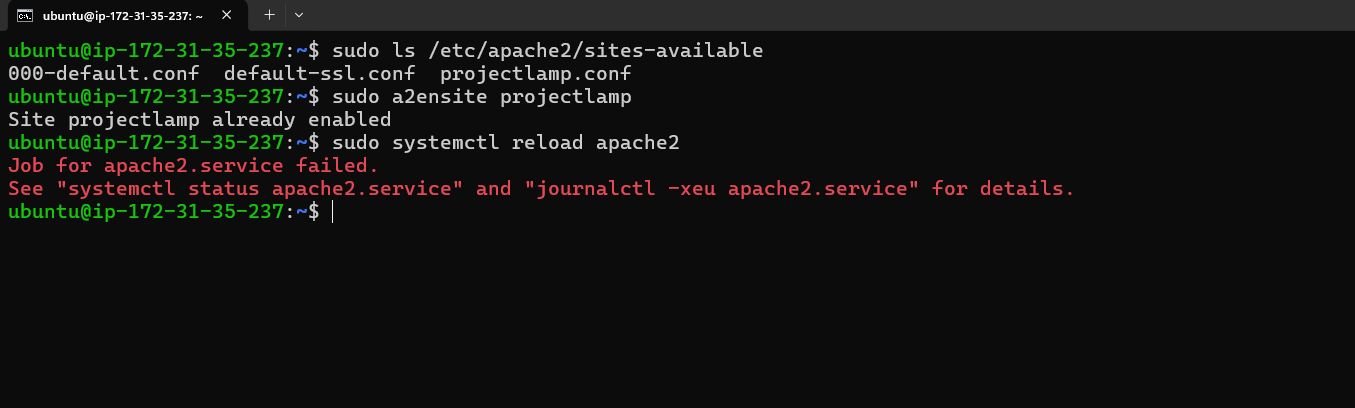 ubuntu@ip-172-31-35-237: ~
ubuntu@ip-172-31-35-237:~$ sudo ls /etc/apache2/sites-available
000-default.conf  default-ssl.conf  projectlamp.conf
ubuntu@ip-172-31-35-237:~$ sudo a2ensite projectlamp
Site projectlamp already enabled
ubuntu@ip-172-31-35-237:~$ sudo systemctl reload apache2
Job for apache2.service failed.
See "systemctl status apache2.service" and "journalctl -xeu apache2.service" for details.
ubuntu@ip-172-31-35-237:~$